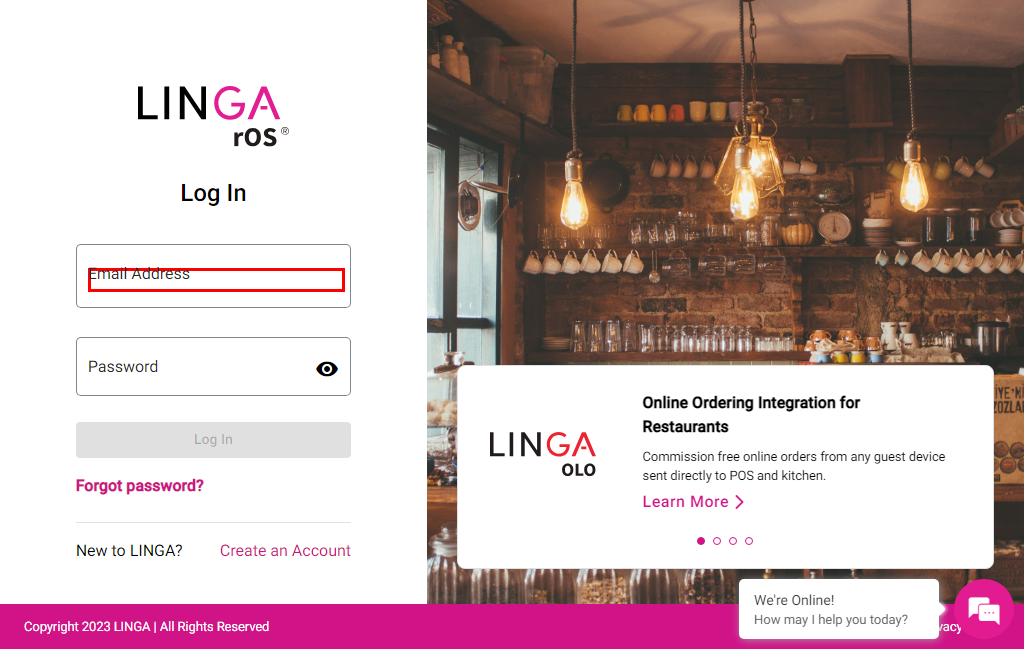 LINGA
rOS®
Log In
Email Address
Password
Log In
Forgot password?
New to LINGA? Create an Account
LINGA
OLO
Online Ordering Integration for
Restaurants
Commission free online orders from any guest device
sent directly to POS and kitchen.
Learn More
We're Online!
How may I help you today?
Copyright 2023 LINGA | All Rights Reserved